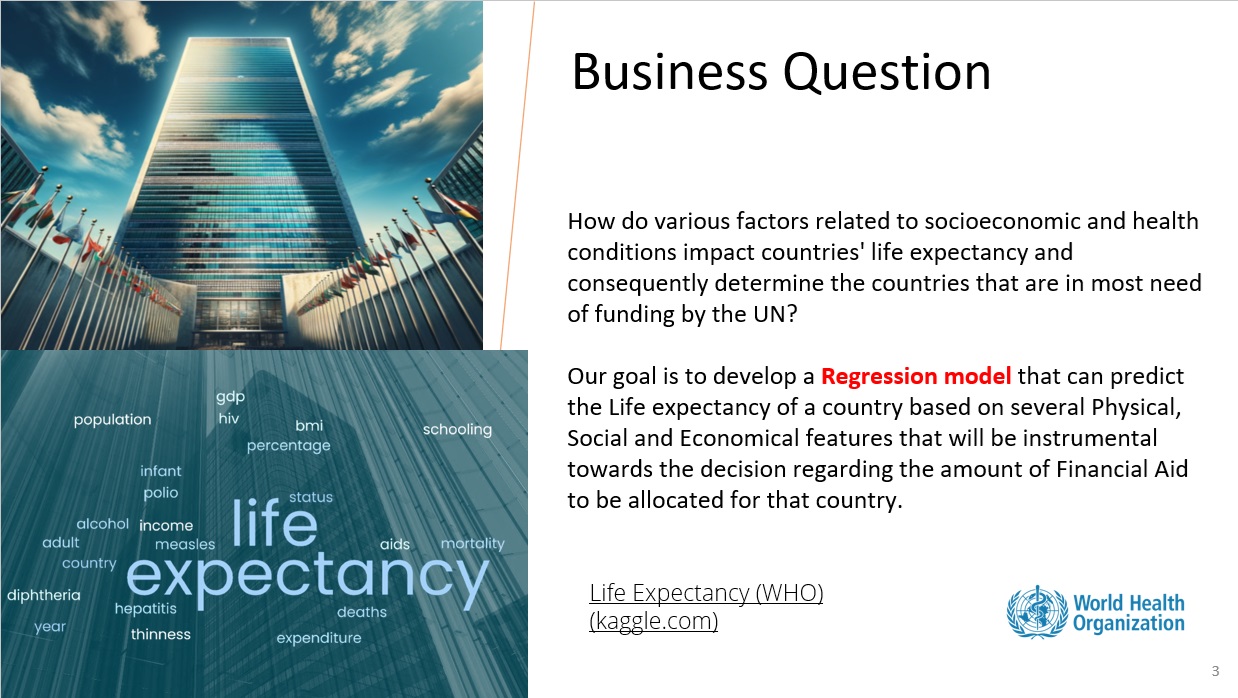 Business Question
How do various factors related to socioeconomic and health
conditions impact countries' life expectancy and
consequently determine the countries that are in most need
of funding by the UN?
Our goal is to develop a Regression model that can predict
the Life expectancy of a country based on several Physical,
Social and Economical features that will be instrumental
towards the decision regarding the amount of Financial Aid
to be allocated for that country.
gdp
population
hiv
bmi
schooling
percentage
infant
polio
status
life
alcohol
income
adult
measles
aids
mortality
country
expectancy
diphtheria
hepatitis
deaths
year
thinness
expenditure
Life Expectancy (WHO)
(kaggle.com)
World Health
Organization
3